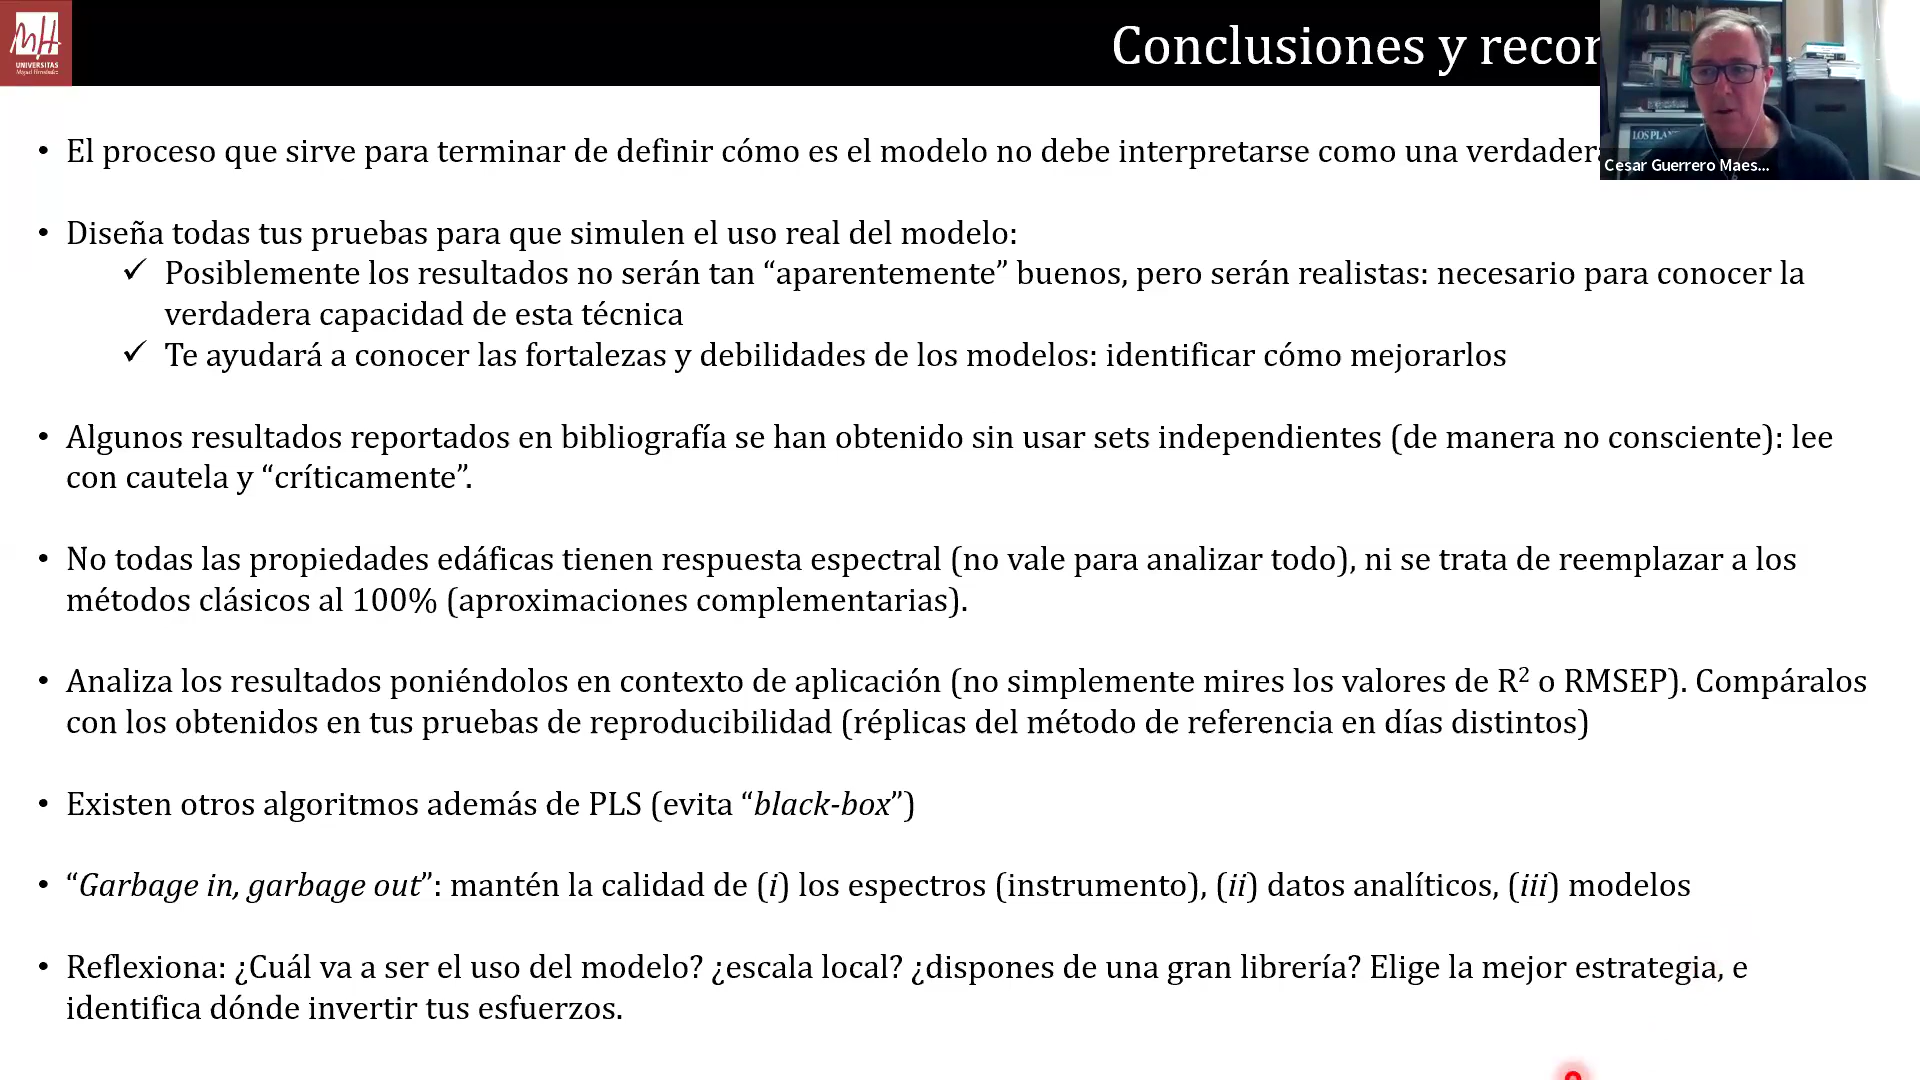 UNIVERSITAS
Miguel Hernández
Conclusiones y recor
LOS PLAN
Cesar Guerrero Maes...
• El proceso que sirve para terminar de definir cómo es el modelo no debe interpretarse como una verdadera
• Diseña todas tus pruebas para que simulen el uso real del modelo:
✓ Posiblemente los resultados no serán tan “aparentemente” buenos, pero serán realistas: necesario para conocer la
verdadera capacidad de esta técnica
✓ Te ayudará a conocer las fortalezas y debilidades de los modelos: identificar cómo mejorarlos
• Algunos resultados reportados en bibliografía se han obtenido sin usar sets independientes (de manera no consciente): lee
con cautela y “críticamente”.
• No todas las propiedades edáficas tienen respuesta espectral (no vale para analizar todo), ni se trata de reemplazar a los
métodos clásicos al 100% (aproximaciones complementarias).
• Analiza los resultados poniéndolos en contexto de aplicación (no simplemente mires los valores de R² o RMSEP). Compáralos
con los obtenidos en tus pruebas de reproducibilidad (réplicas del método de referencia en días distintos)
• Existen otros algoritmos además de PLS (evita “black-box”)
• “Garbage in, garbage out”: mantén la calidad de (i) los espectros (instrumento), (ii) datos analíticos, (iii) modelos
• Reflexiona: ¿Cuál va a ser el uso del modelo? ¿escala local? ¿dispones de una gran librería? Elige la mejor estrategia, e
identifica dónde invertir tus esfuerzos.